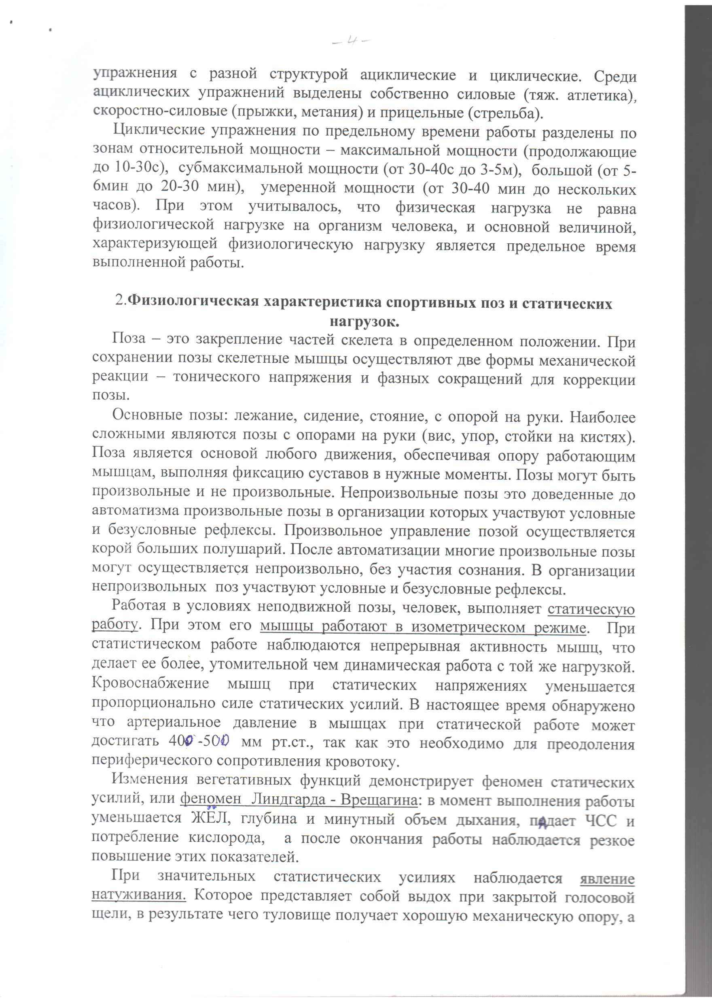 - 4 -
упражнения с разной структурой ациклические и циклические. Среди
ациклических упражнений выделены собственно силовые (тяж. атлетика),
скоростно-силовые (прыжки, метания) и прицельные (стрельба).
Циклические упражнения по предельному времени работы разделены по
зонам относительной мощности – максимальной мощности (продолжающие
до 10-30с), субмаксимальной мощности (от 30-40с до 3-5м), большой (от 5-
6мин до 20-30 мин), умеренной мощности (от 30-40 мин до нескольких
часов). При этом учитывалось, что физическая нагрузка не равна
физиологической нагрузке на организм человека, и основной величиной,
характеризующей физиологическую нагрузку является предельное время
выполненной работы.
2.Физиологическая характеристика спортивных поз и статических
нагрузок.
Поза – это закрепление частей скелета в определенном положении. При
сохранении позы скелетные мышцы осуществляют две формы механической
реакции – тонического напряжения и фазных сокращений для коррекции
позы.
Основные позы: лежание, сидение, стояние, с опорой на руки. Наиболее
сложными являются позы с опорами на руки (вис, упор, стойки на кистях).
Поза является основой любого движения, обеспечивая опору работающим
мышцам, выполняя фиксацию суставов в нужные моменты. Позы могут быть
произвольные и не произвольные. Непроизвольные позы это доведенные до
автоматизма произвольные позы в организации которых участвуют условные
и безусловные рефлексы. Произвольное управление позой осуществляется
корой больших полушарий. После автоматизации многие произвольные позы
могут осуществляется непроизвольно, без участия сознания. В организации
непроизвольных поз участвуют условные и безусловные рефлексы.
Работая в условиях неподвижной позы, человек, выполняет статическую
работу. При этом его мышцы работают в изометрическом режиме. При
статистическом работе наблюдаются непрерывная активность мышц, что
делает ее более, утомительной чем динамическая работа с той же нагрузкой.
Кровоснабжение мышц при статических напряжениях уменьшается
пропорционально силе статических усилий. В настоящее время обнаружено
что артериальное давление в мышцах при статической работе может
достигать 400 -500 мм рт.ст., так как это необходимо для преодоления
периферического сопротивления кровотоку.
Изменения вегетативных функций демонстрирует феномен статических
усилий, или феномен Линдгарда - Врещагина: в момент выполнения работы
уменьшается ЖЁЛ, глубина и минутный объем дыхания, падает ЧСС и
потребление кислорода, а после окончания работы наблюдается резкое
повышение этих показателей.
При значительных статистических усилиях наблюдается явление
натуживания. Которое представляет собой выдох при закрытой голосовой
щели, в результате чего туловище получает хорошую механическую опору, а